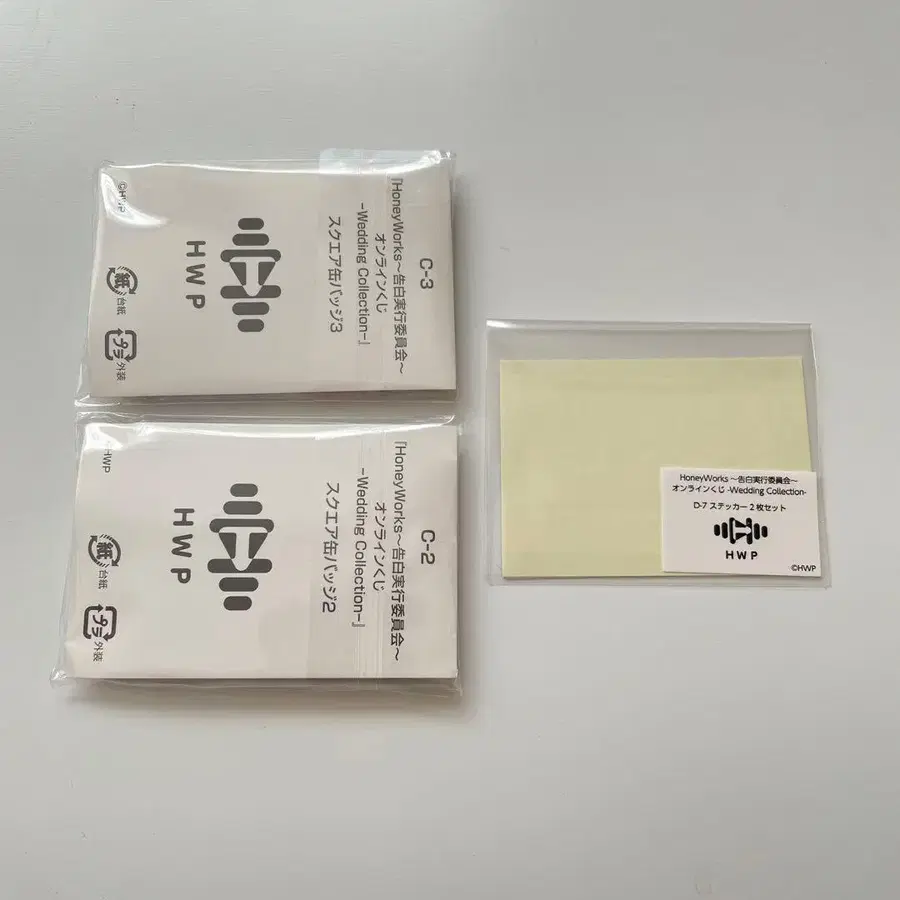 C-3
『HoneyWorks～告白実行委員会～
オンラインくじ
-Wedding Collection-』
スクエア缶バッジ3
HWP
©HWP
紙
台紙
プラ
外装
C-2
『HoneyWorks～告白実行委員会～
オンラインくじ
-Wedding Collection-』
スクエア缶バッジ2
HWP
©HWP
紙
台紙
プラ
外装
HoneyWorks ～告白実行委員会～
オンラインくじ -Wedding Collection-
D-7 ステッカー２枚セット
HWP
©HWP